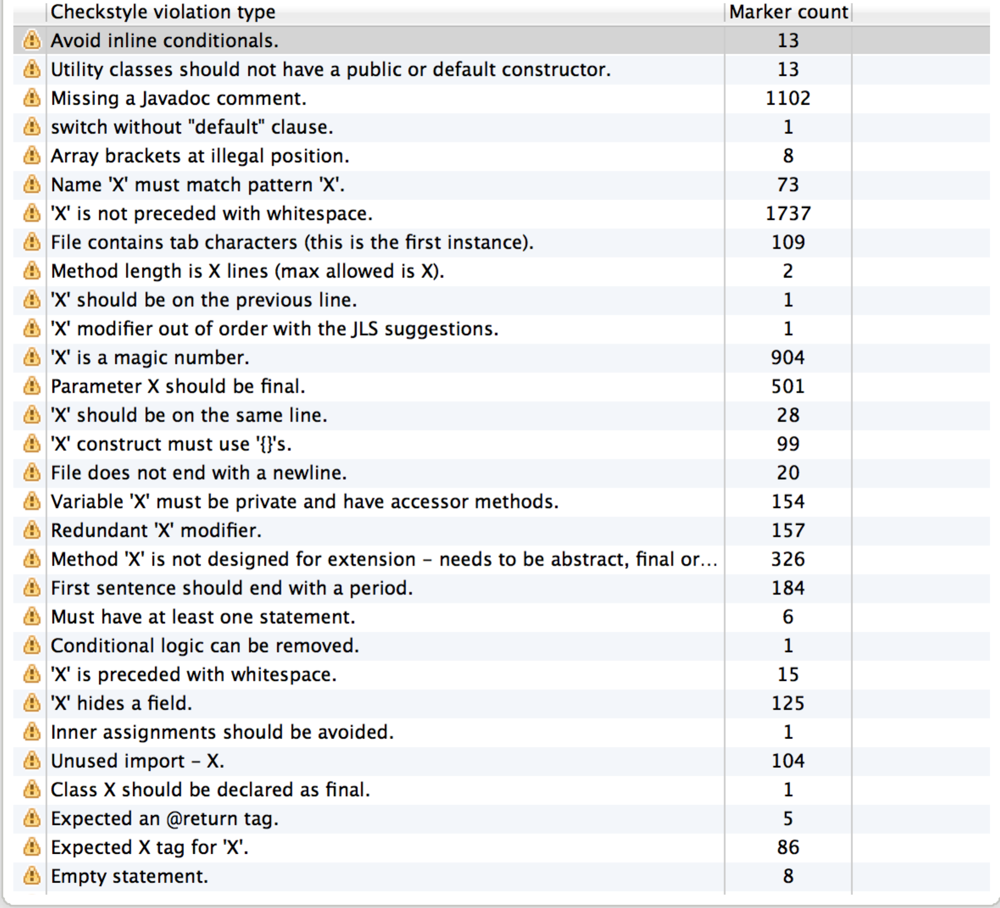 Checkstyle violation type Marker count
Avoid inline conditionals. 13
Utility classes should not have a public or default constructor. 13
Missing a Javadoc comment. 1102
switch without "default" clause. 1
Array brackets at illegal position. 8
Name 'X' must match pattern 'X'. 73
'X' is not preceded with whitespace. 1737
File contains tab characters (this is the first instance). 109
Method length is X lines (max allowed is X). 2
'X' should be on the previous line. 1
'X' modifier out of order with the JLS suggestions. 1
'X' is a magic number. 904
Parameter X should be final. 501
'X' should be on the same line. 28
'X' construct must use '{}'s. 99
File does not end with a newline. 20
Variable 'X' must be private and have accessor methods. 154
Redundant 'X' modifier. 157
Method 'X' is not designed for extension – needs to be abstract, final or... 326
First sentence should end with a period. 184
Must have at least one statement. 6
Conditional logic can be removed. 1
'X' is preceded with whitespace. 15
'X' hides a field. 125
Inner assignments should be avoided. 1
Unused import – X. 104
Class X should be declared as final. 1
Expected an @return tag. 5
Expected X tag for 'X'. 86
Empty statement. 8